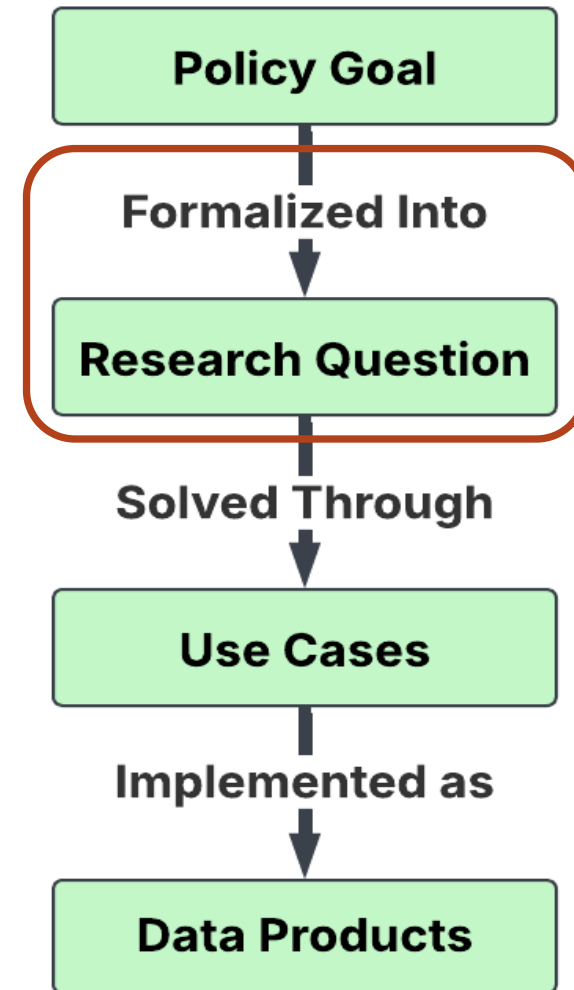 Policy Goal
Formalized Into
Research Question
Solved Through
Use Cases
Implemented as
Data Products